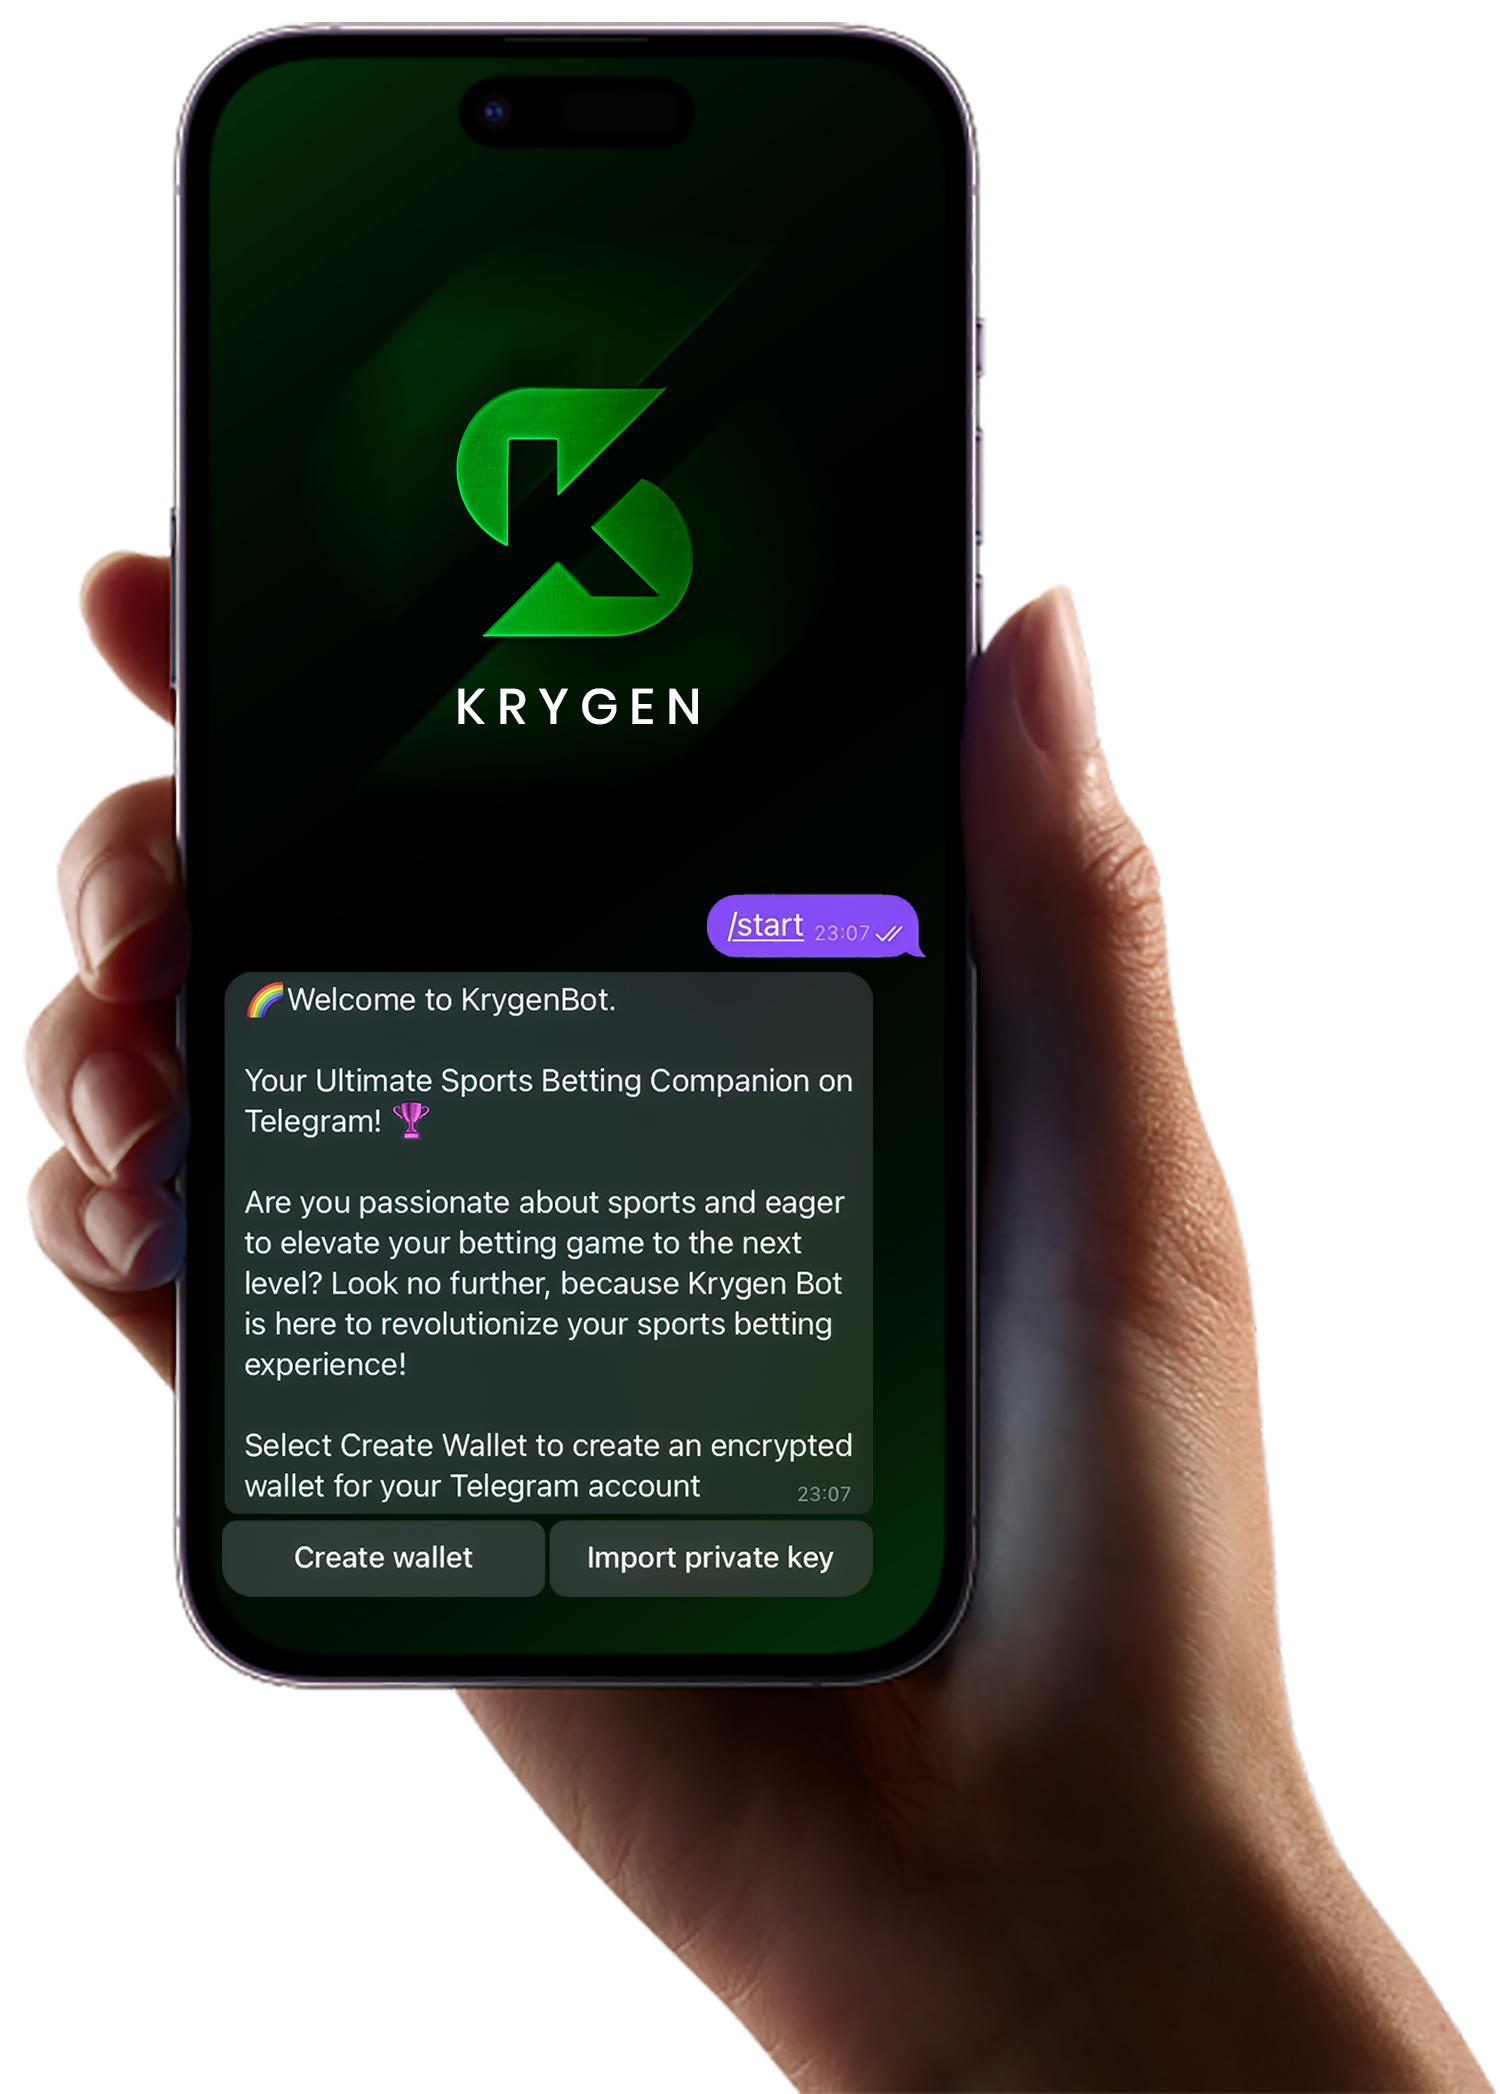 KRYGEN
/start 23:07
🌈Welcome to KrygenBot.
Your Ultimate Sports Betting Companion on
Telegram! 🏆
Are you passionate about sports and eager
to elevate your betting game to the next
level? Look no further, because Krygen Bot
is here to revolutionize your sports betting
experience!
Select Create Wallet to create an encrypted
wallet for your Telegram account 23:07
Create wallet
Import private key